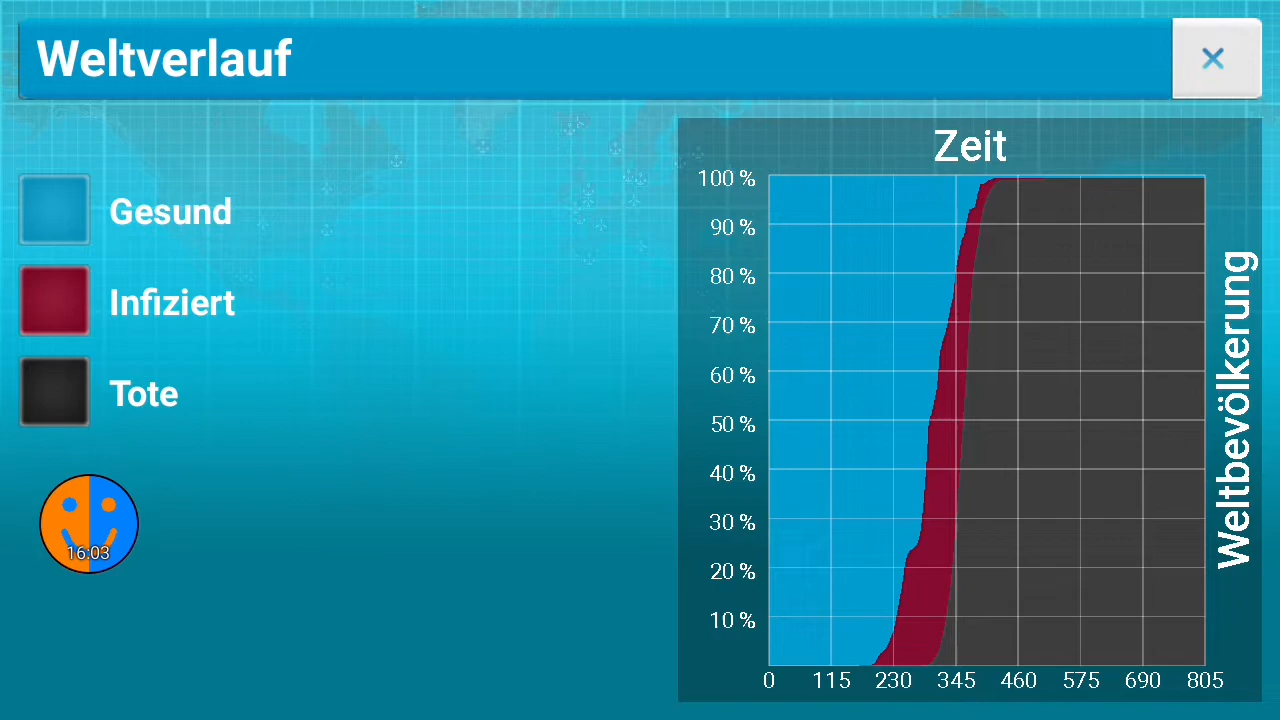 Weltverlauf
Gesund
Infiziert
Tote
16:03
Zeit
100 %
90 %
80 %
70 %
60 %
50 %
40 %
30 %
20 %
10 %
0 115 230 345 460 575 690 805
Weltbevölkerung